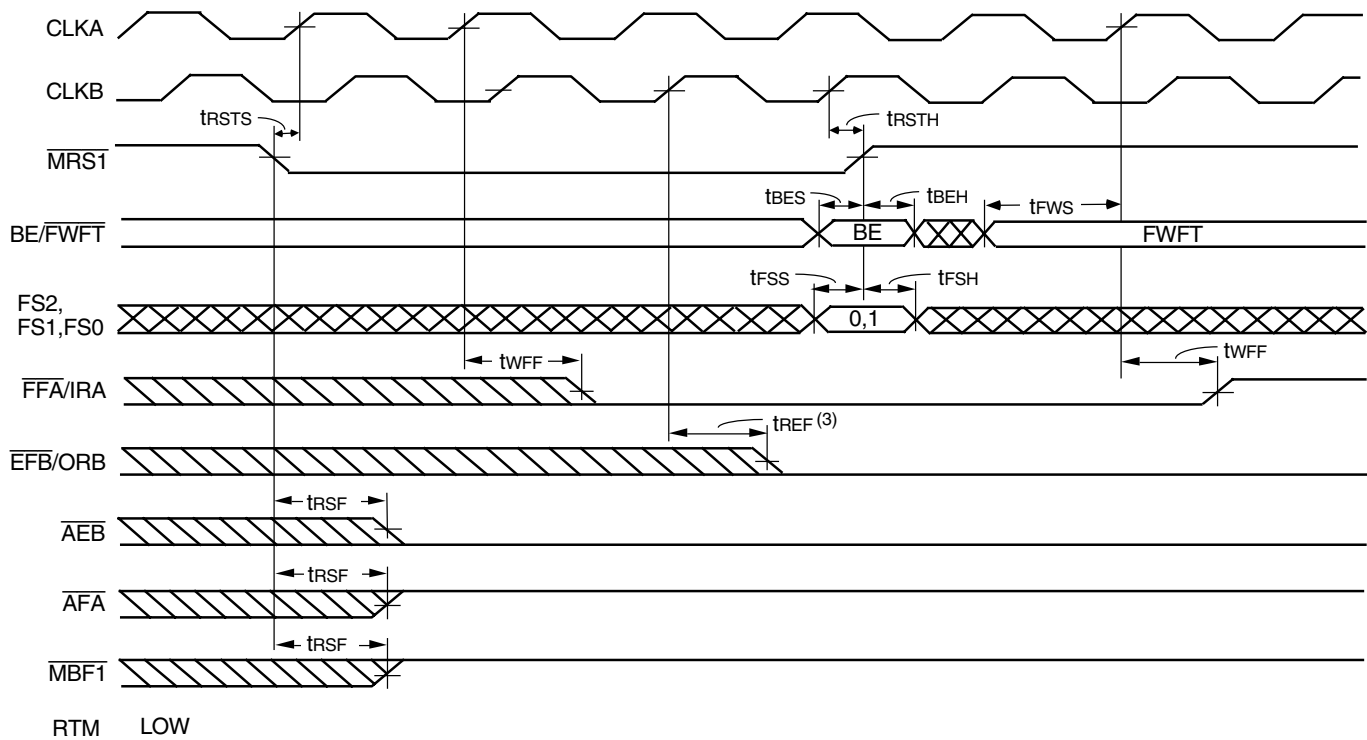 CLKA
CLKB
tRSTS
tRSTH
MRS1
tBES
tBEH
tFWS
BE/FWFT
BE
FWFT
tFSS
tFSH
FS2,
FS1,FS0
0,1
tWFF
tWFF
FFA/IRA
tREF (3)
EFB/ORB
tRSF
AEB
tRSF
AFA
tRSF
MBF1
RTM LOW